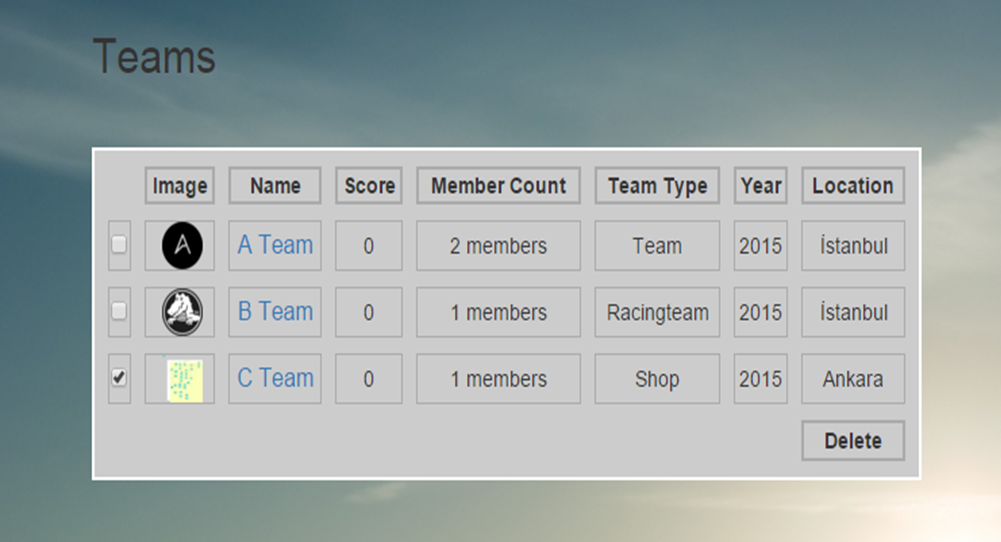 Teams
Image Name Score Member Count Team Type Year Location
A Team 0 2 members Team 2015 İstanbul
B Team 0 1 members Racingteam 2015 İstanbul
C Team 0 1 members Shop 2015 Ankara
Delete